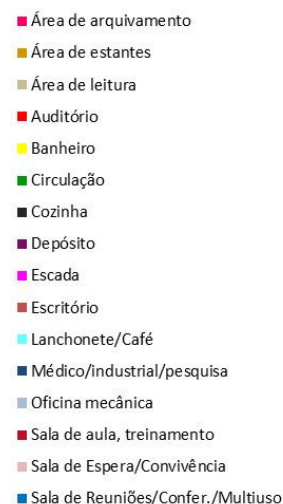 Área de arquivamento
Área de estantes
Área de leitura
Auditório
Banheiro
Circulação
Cozinha
Depósito
Escada
Escritório
Lanchonete/Café
Médico/industrial/pesquisa
Oficina mecânica
Sala de aula, treinamento
Sala de Espera/Convivência
Sala de Reuniões/Confer./Multiuso